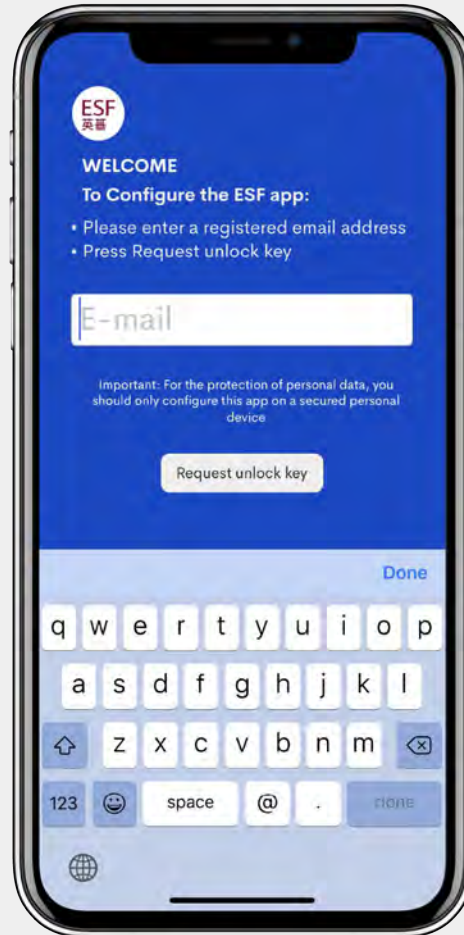 ESF
英基
WELCOME
To Configure the ESF app:
• Please enter a registered email address
• Press Request unlock key
E-mail
Important: For the protection of personal data, you
should only configure this app on a secured personal
device
Request unlock key
Done
q w e r t y u i o p
a s d f g h j k l
z x c v b n m
123 space @ . done